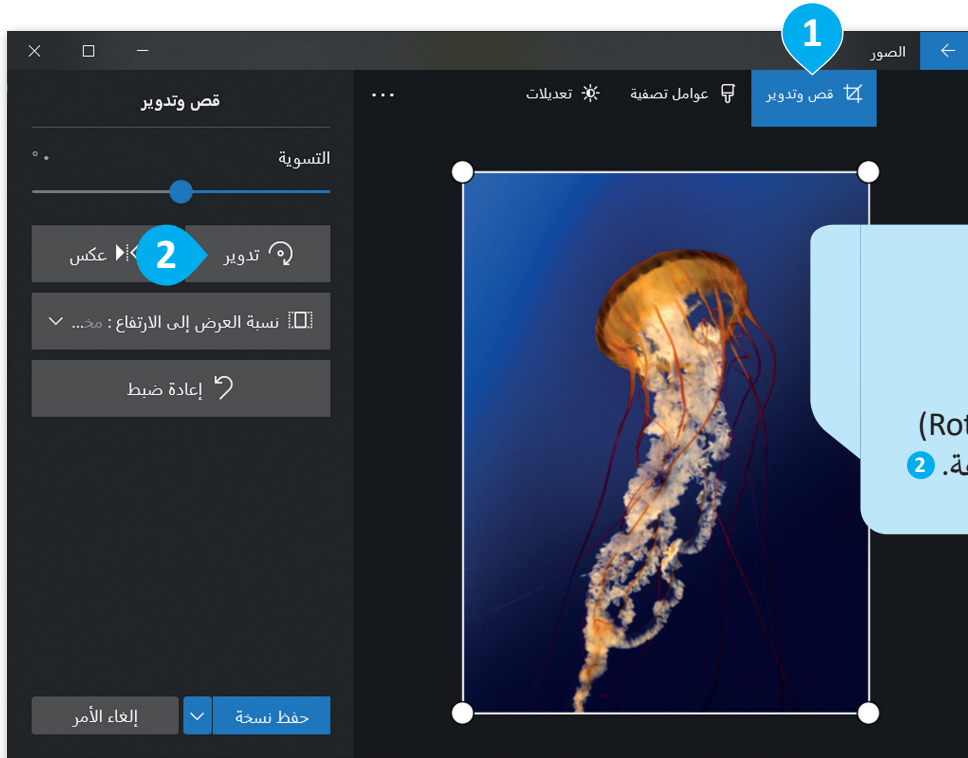 1
الصور
قص وتدوير
عوامل تصفية
تعديلات
قص وتدوير
التسوية
°٠
تدوير
2
عكس
نسبة العرض إلى الارتفاع : مخ...
إعادة ضبط
(Rot
ة. 2
حفظ نسخة
إلغاء الأمر